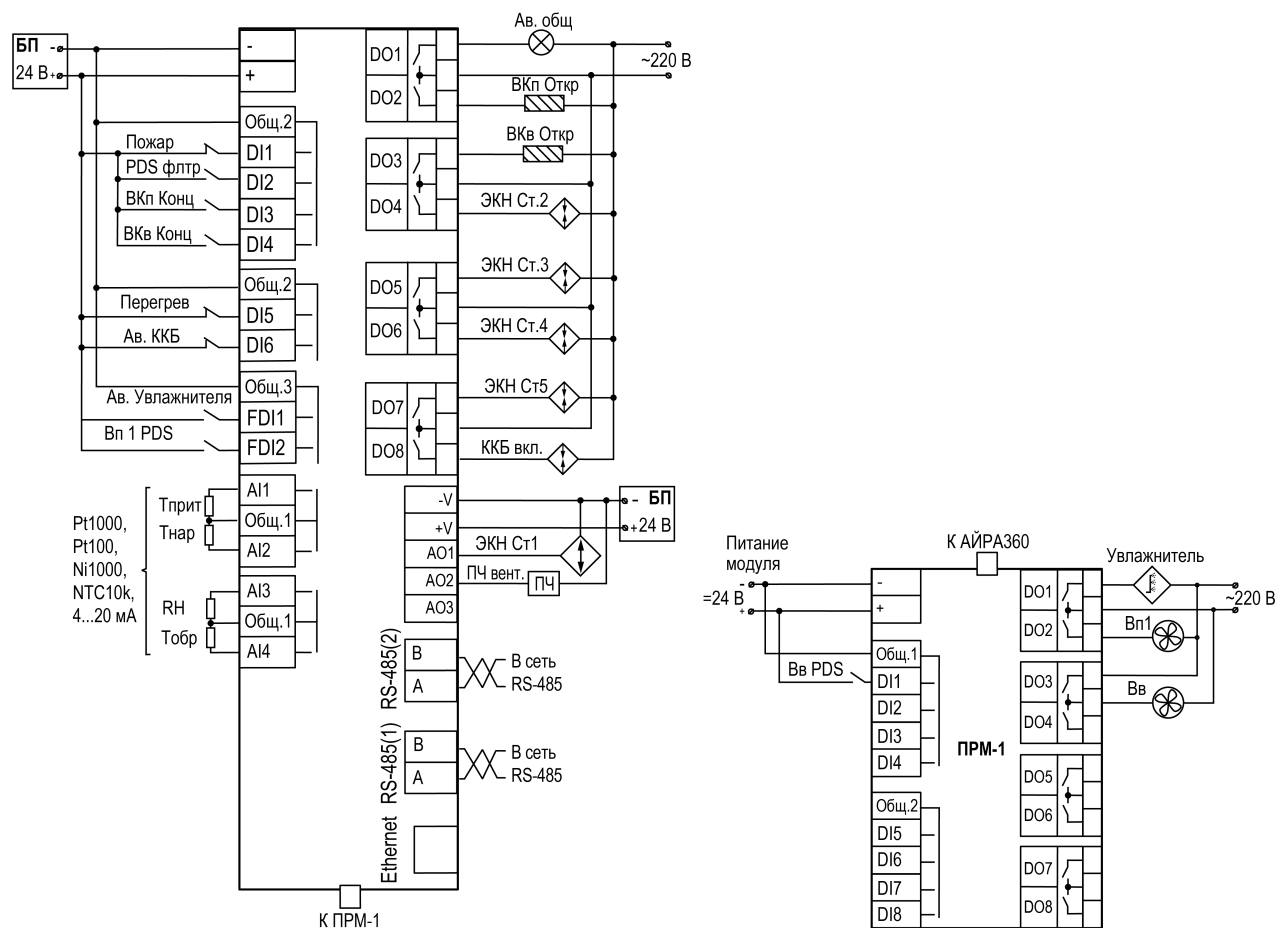 БП -
24 В +
-
+
Общ.2
Пожар
DI1
PDS флтр
DI2
ВКп Конц
DI3
ВКв Конц
DI4
Общ.2
Перегрев
DI5
Ав. ККБ
DI6
Общ.3
Ав. Увлажнителя
FDI1
Вп 1 PDS
FDI2
Pt1000,
Pt100,
Ni1000,
NTC10k,
4...20 мА
Тприт
Тнар
AI1
Общ.1
AI2
RH
Тобр
AI3
Общ.1
AI4
DO1
DO2
Ав. общ
~220 В
ВКп Откр
DO3
DO4
ВКв Откр
ЭКН Ст.2
DO5
DO6
ЭКН Ст.3
ЭКН Ст.4
DO7
DO8
ЭКН Ст5
ККБ вкл.
-V
+V
AO1
AO2
AO3
- БП
+24 В
ЭКН Ст1
ПЧ вент.
ПЧ
RS-485(2)
B
A
В сеть
RS-485
RS-485(1)
B
A
В сеть
RS-485
Ethernet
К ПРМ-1
Питание
модуля
-
=24 В
+
К АЙРА360
-
+
Общ.1
Вв PDS
DI1
DI2
DI3
DI4
Общ.2
DI5
DI6
DI7
DI8
ПРМ-1
DO1
DO2
DO3
DO4
DO5
DO6
DO7
DO8
Увлажнитель
~220 В
Вп1
Вв